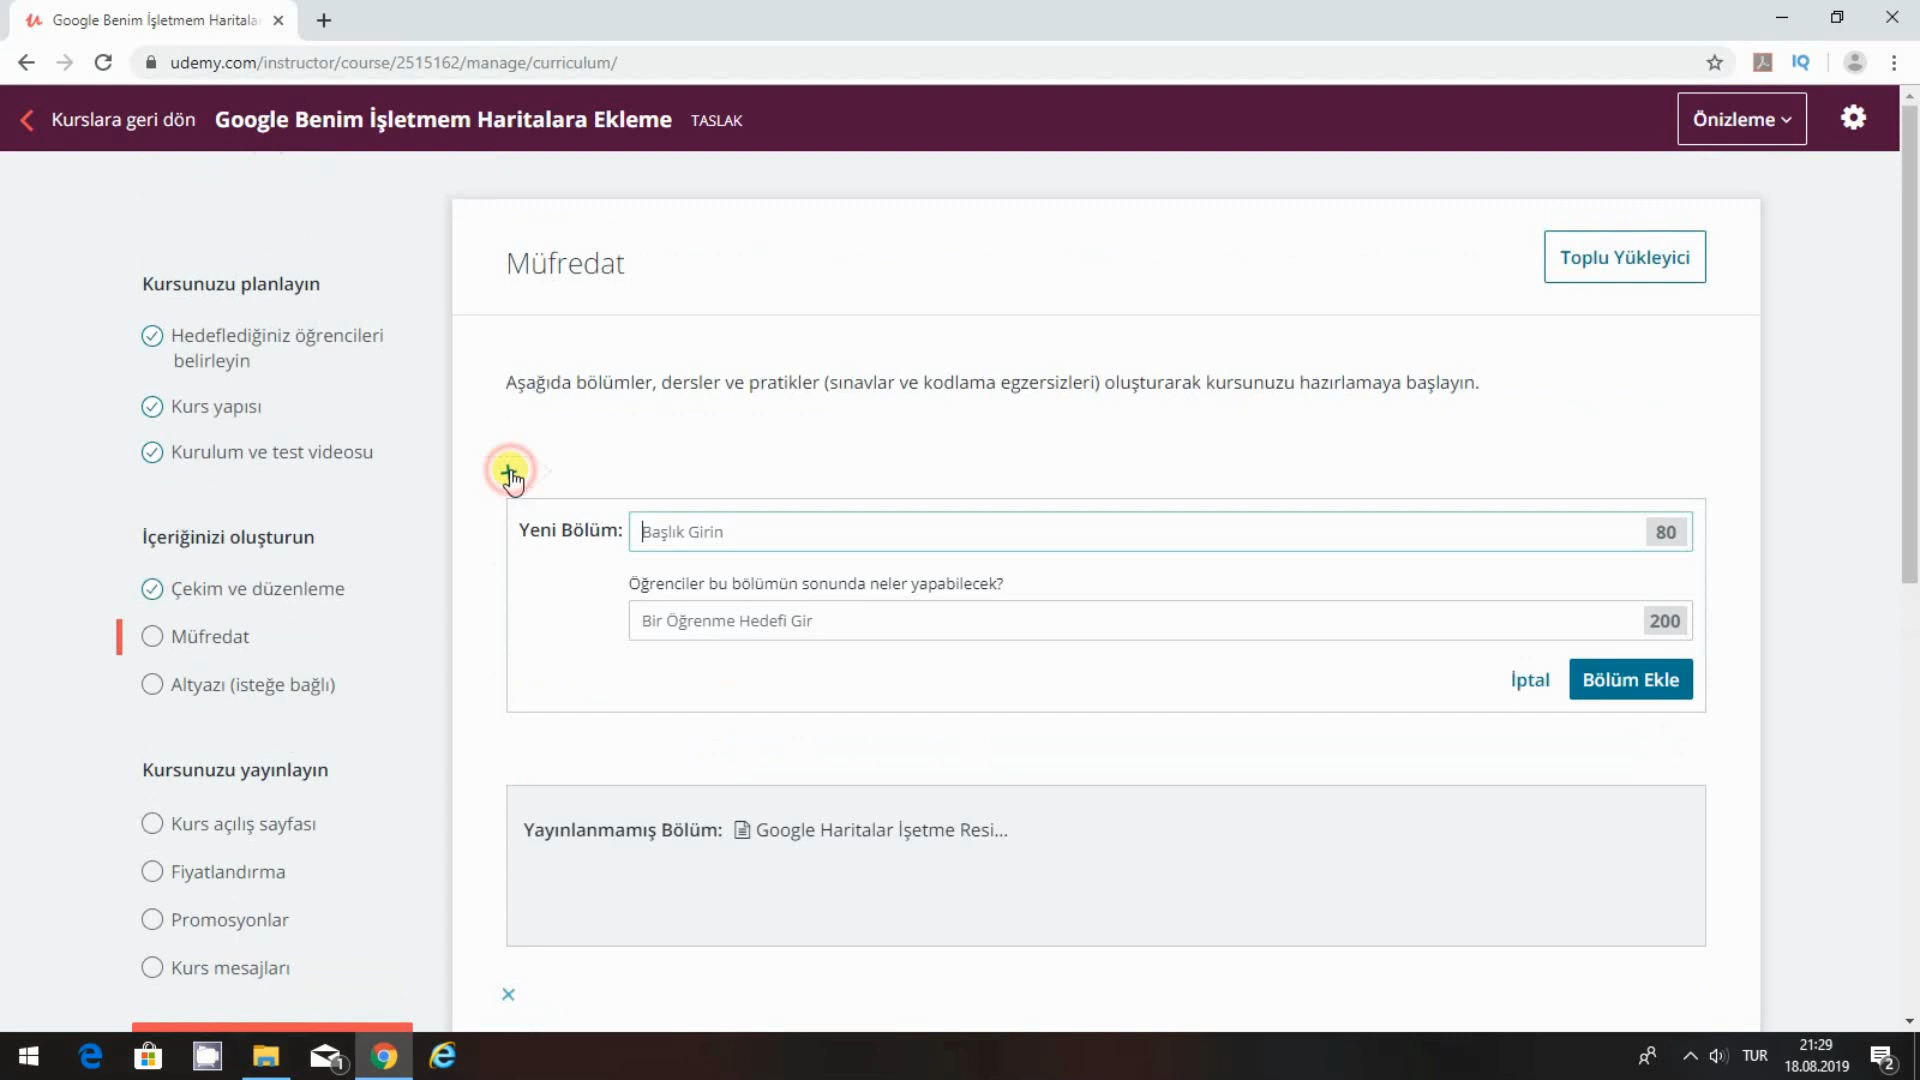 Google Benim İşletmem Haritala
udemy.com/instructor/course/2515162/manage/curriculum/
IQ
Kurslara geri dön
Google Benim İşletmem Haritalara Ekleme
TASLAK
Önizleme
Müfredat
Toplu Yükleyici
Kursunuzu planlayın
Hedeflediğiniz öğrencileri
belirleyin
Kurs yapısı
Kurulum ve test videosu
İçeriğinizi oluşturun
Çekim ve düzenleme
Müfredat
Altyazı (isteğe bağlı)
Kursunuzu yayınlayın
Kurs açılış sayfası
Fiyatlandırma
Promosyonlar
Kurs mesajları
Aşağıda bölümler, dersler ve pratikler (sınavlar ve kodlama egzersizleri) oluşturarak kursunuzu hazırlamaya başlayın.
Yeni Bölüm:
Başlık Girin
80
Öğrenciler bu bölümün sonunda neler yapabilecek?
Bir Öğrenme Hedefi Gir
200
İptal
Bölüm Ekle
Yayınlanmamış Bölüm:
Google Haritalar İşetme Resi...
1
TUR
21:29
18.08.2019
2